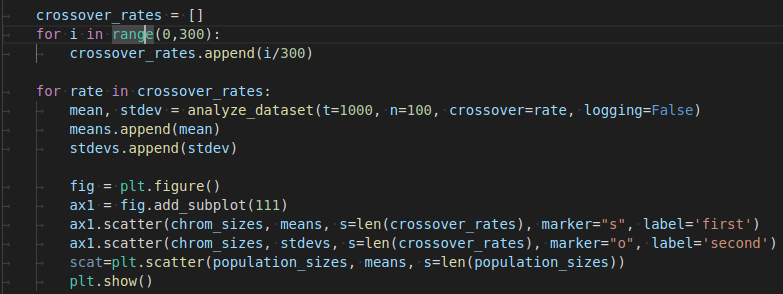 crossover_rates = []
for i in range(0,300):
crossover_rates.append(i/300)
for rate in crossover_rates:
mean, stdev = analyze_dataset(t=1000, n=100, crossover=rate, logging=False)
means.append(mean)
stdevs.append(stdev)
fig = plt.figure()
ax1 = fig.add_subplot(111)
ax1.scatter(chrom_sizes, means, s=len(crossover_rates), marker="s", label='first')
ax1.scatter(chrom_sizes, stdevs, s=len(crossover_rates), marker="o", label='second')
scat=plt.scatter(population_sizes, means, s=len(population_sizes))
plt.show()